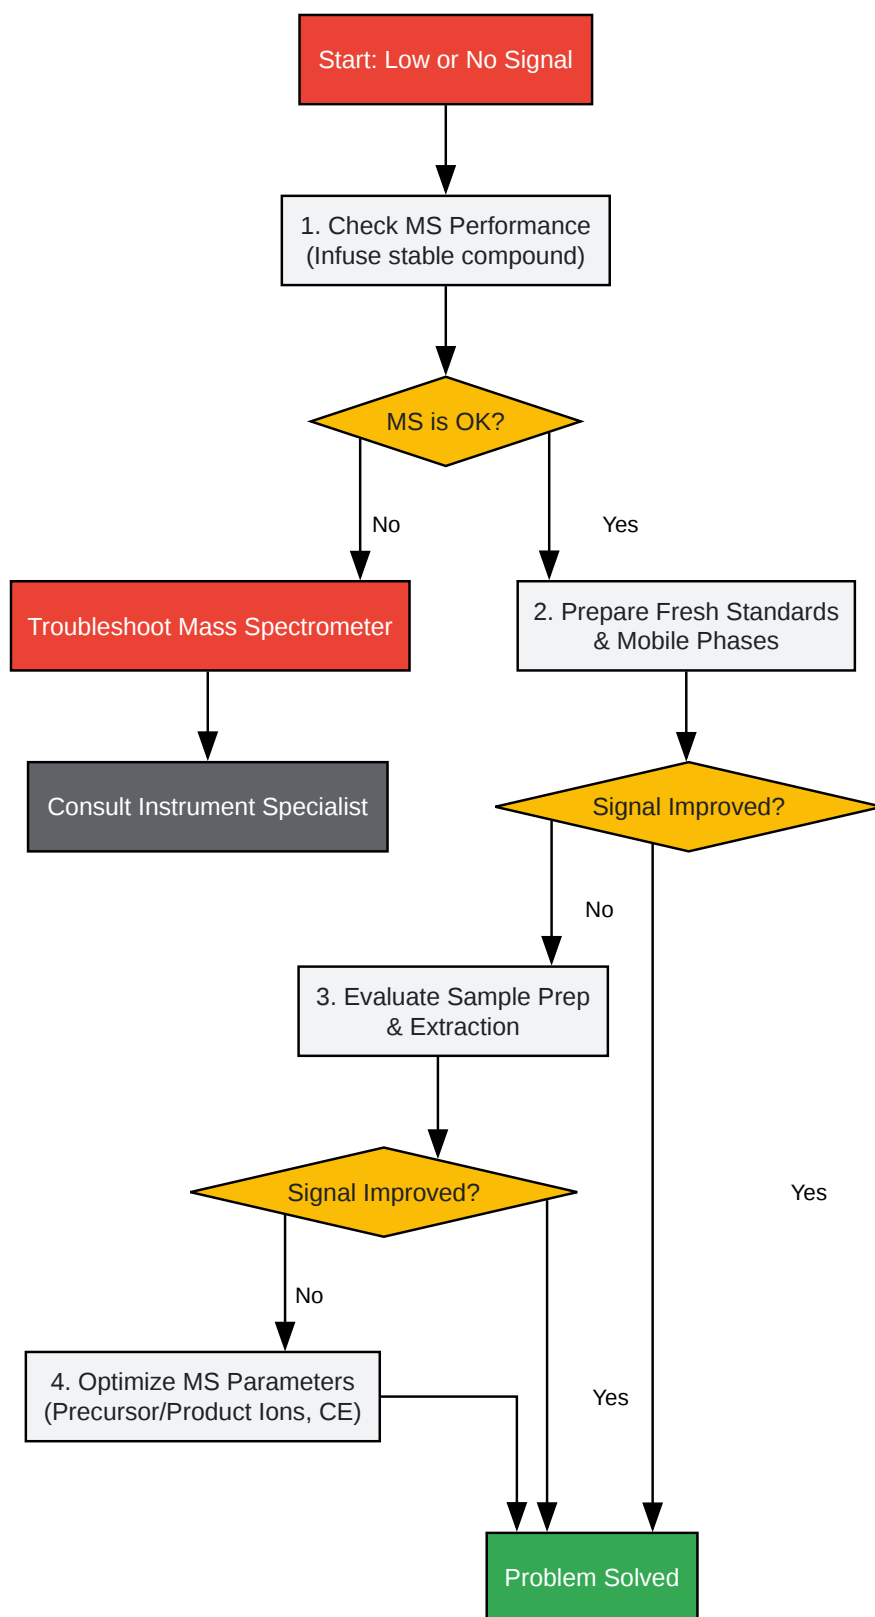 Start: Low or No Signal
1. Check MS Performance
(Infuse stable compound)
MS is OK?
No
Yes
Troubleshoot Mass Spectrometer
2. Prepare Fresh Standards
& Mobile Phases
Consult Instrument Specialist
Signal Improved?
No
3. Evaluate Sample Prep
& Extraction
Signal Improved?
Yes
No
4. Optimize MS Parameters
(Precursor/Product Ions, CE)
Yes
Problem Solved